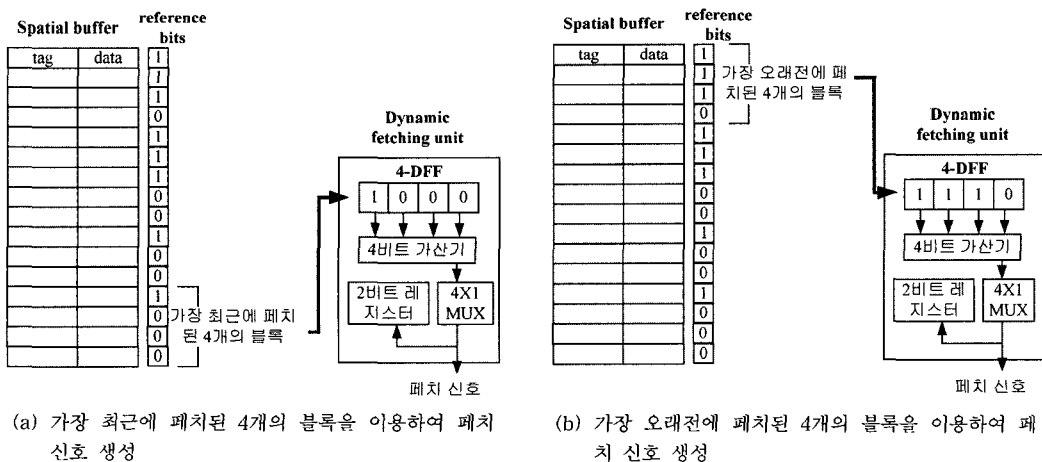 Spatial buffer
reference
bits
tag data
1
1
1
0
1
1
1
0
0
1
0
0
1
0
0
0
가장 최근에 페치
된 4개의 블록
Dynamic
fetching unit
4-DFF
1 0 0 0
4비트 가산기
2비트 레
지스터
4X1
MUX
페치 신호
(a) 가장 최근에 페치된 4개의 블록을 이용하여 페치
신호 생성
Spatial buffer
reference
bits
tag data
1
1
1
0
1
1
1
0
0
1
0
0
1
0
0
0
가장 오래전에 페
치된 4개의 블록
Dynamic
fetching unit
4-DFF
1 1 1 0
4비트 가산기
2비트 레
지스터
4X1
MUX
페치 신호
(b) 가장 오래전에 페치된 4개의 블록을 이용하여 페
치 신호 생성